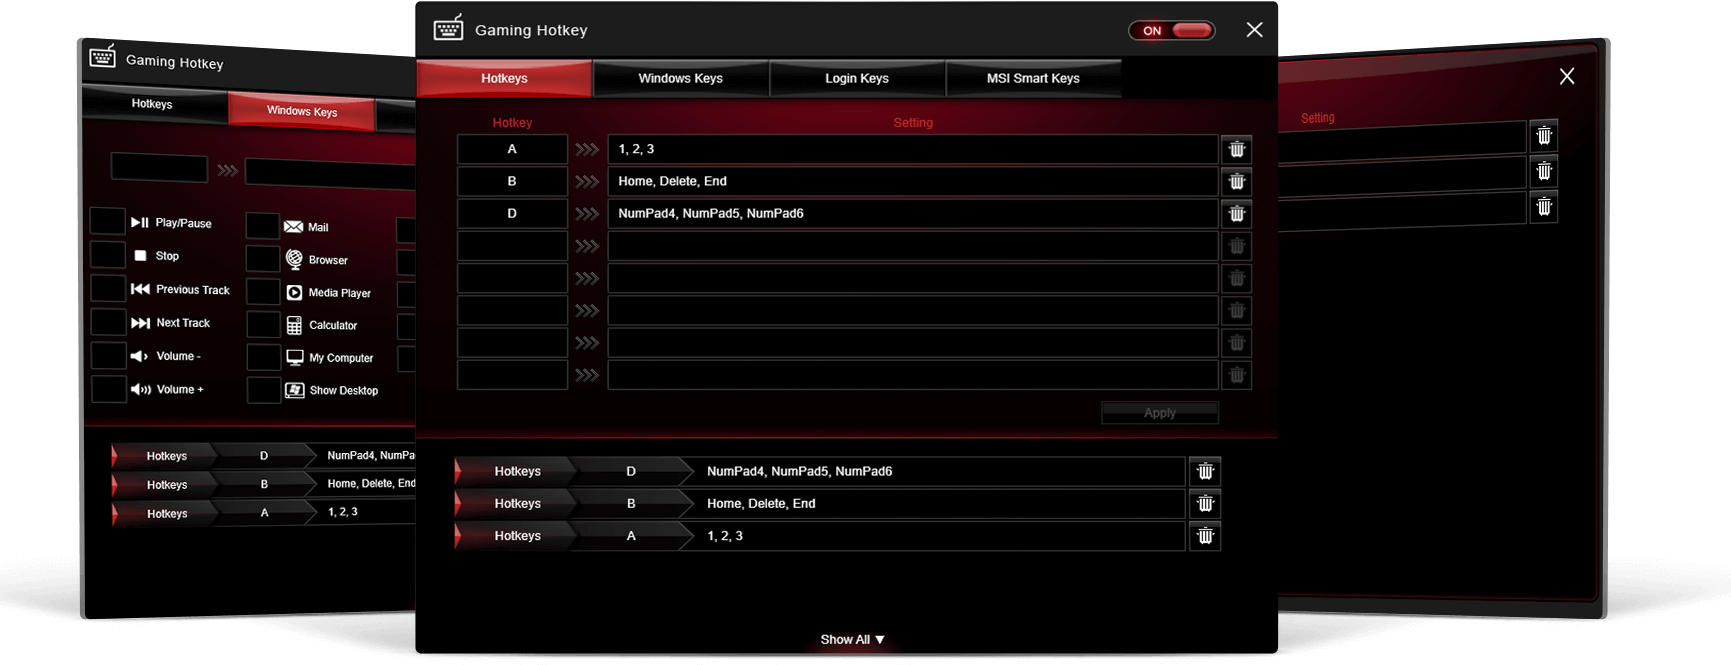 Gaming Hotkey
Hotkeys Windows Keys
Play/Pause Mail
Stop Browser
Previous Track Media Player
Next Track Calculator
Volume - My Computer
Volume + Show Desktop
Hotkeys D NumPad4, NumPa
Hotkeys B Home, Delete, End
Hotkeys A 1, 2, 3
Gaming Hotkey ON
Hotkeys Windows Keys Login Keys MSI Smart Keys
Hotkey Setting
A 1, 2, 3
B Home, Delete, End
D NumPad4, NumPad5, NumPad6
Apply
Hotkeys D NumPad4, NumPad5, NumPad6
Hotkeys B Home, Delete, End
Hotkeys A 1, 2, 3
Show All ▼
Setting